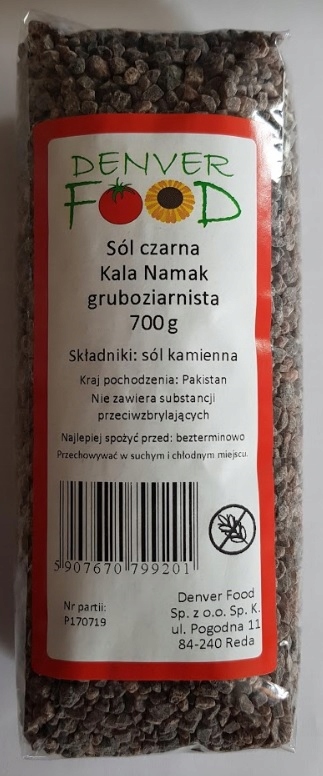 DENVER
FOOD
Sól czarna
Kala Namak
gruboziarnista
700 g
Składniki: sól kamienna
Kraj pochodzenia: Pakistan
Nie zawiera substancji
przeciwzbrylających
Najlepiej spożyć przed: bezterminowo
Przechowywać w suchym i chłodnym miejscu.
5 907670 799201
Nr partii:
P170719
Denver Food
Sp. z o.o. Sp. K.
ul. Pogodna 11
84-240 Reda